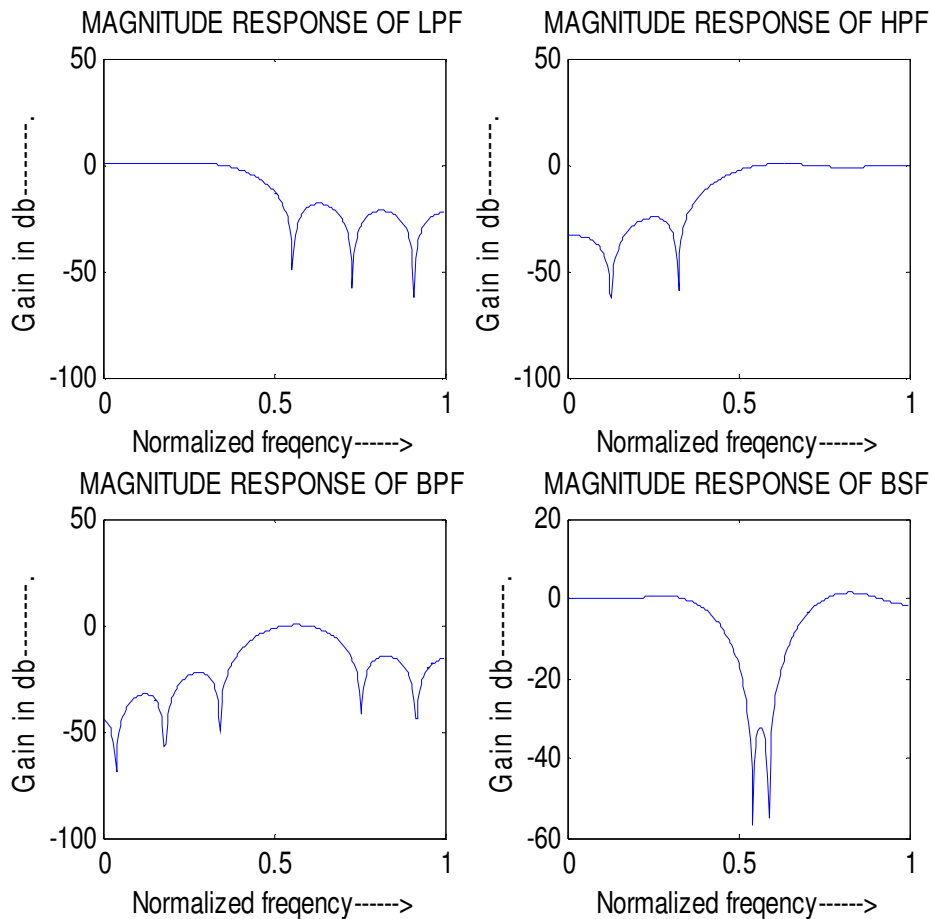 MAGNITUDE RESPONSE OF LPF
50
0
-50
-100
0
0.5
1
Gain in db--------.
Normalized freqency------>
MAGNITUDE RESPONSE OF HPF
50
0
-50
-100
0
0.5
1
Gain in db--------.
Normalized freqency------>
MAGNITUDE RESPONSE OF BPF
50
0
-50
-100
0
0.5
1
Gain in db--------.
Normalized freqency------>
MAGNITUDE RESPONSE OF BSF
20
0
-20
-40
-60
0
0.5
1
Gain in db--------.
Normalized freqency------>